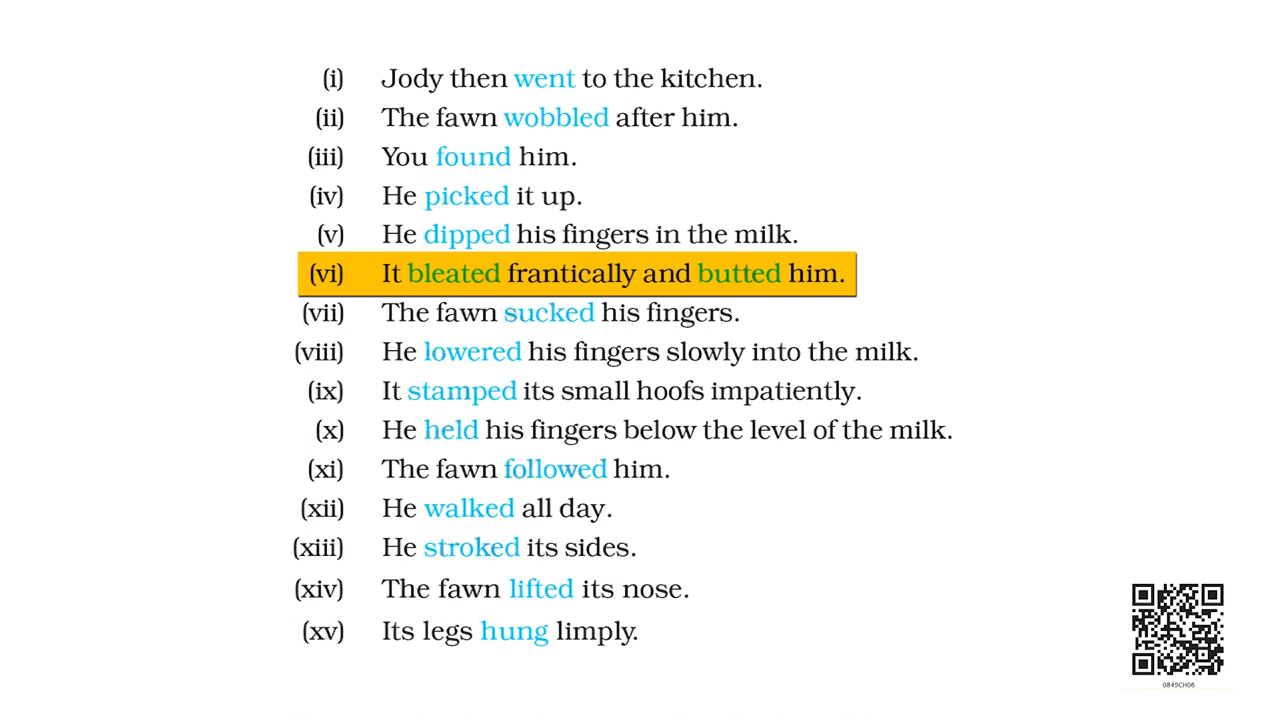 (i) Jody then went to the kitchen.
(ii) The fawn wobbled after him.
(iii) You found him.
(iv) He picked it up.
(v) He dipped his fingers in the milk.
(vi) It bleated frantically and butted him.
(vii) The fawn sucked his fingers.
(viii) He lowered his fingers slowly into the milk.
(ix) It stamped its small hoofs impatiently.
(x) He held his fingers below the level of the milk.
(xi) The fawn followed him.
(xii) He walked all day.
(xiii) He stroked its sides.
(xiv) The fawn lifted its nose.
(xv) Its legs hung limply.
0849CH06